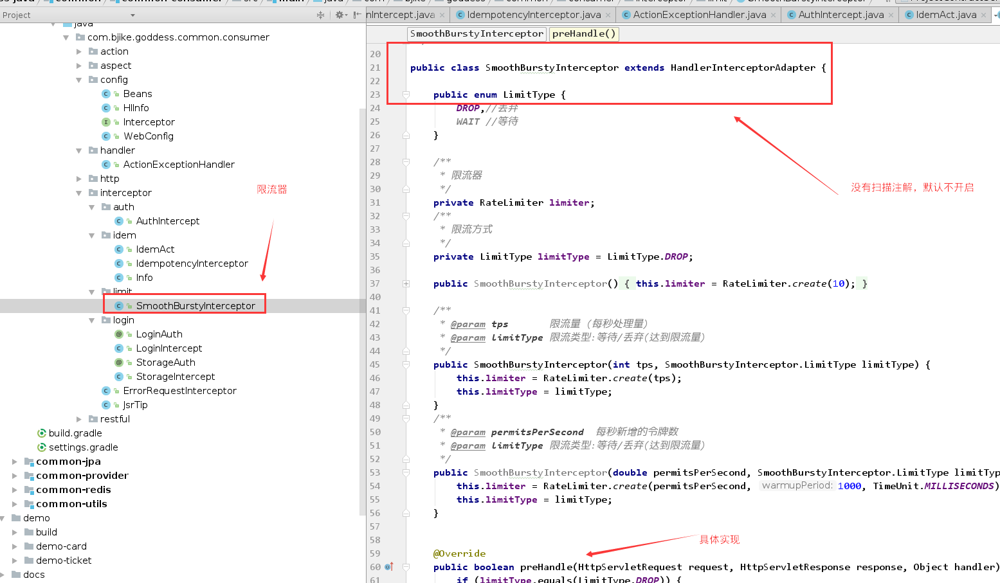 Project
nIntercept.java
IdempotencyInterceptor.java
ActionExceptionHandler.java
AuthIntercept.java
IdemAct.java
SmoothBurstyInterceptor
preHandle()
java
com.bjike.goddess.common.consumer
action
aspect
config
Beans
HIInfo
Interceptor
WebConfig
handler
ActionExceptionHandler
http
interceptor
auth
AuthIntercept
idem
IdemAct
IdempotencyInterceptor
Info
limit
SmoothBurstyInterceptor
login
LoginAuth
LoginIntercept
StorageAuth
StorageIntercept
ErrorRequestInterceptor
JsrTip
restful
build.gradle
settings.gradle
common-jpa
common-provider
common-redis
common-utils
demo
build
demo-card
demo-ticket
docs
限流器
20
21 public class SmoothBurstyInterceptor extends HandlerInterceptorAdapter {
22
23 public enum LimitType {
24 DROP,//丢弃
25 WAIT //等待
26 }
27
28 /**
29 * 限流器
30 */
31 private RateLimiter limiter;
32 /**
33 * 限流方式
34 */
35 private LimitType limitType = LimitType.DROP;
36
37 public SmoothBurstyInterceptor() { this.limiter = RateLimiter.create(10); }
40
41 /**
42 * @param tps 限流量 (每秒处理量)
43 * @param limitType 限流类型:等待/丢弃(达到限流量)
44 */
45 public SmoothBurstyInterceptor(int tps, SmoothBurstyInterceptor.LimitType limitType) {
46 this.limiter = RateLimiter.create(tps);
47 this.limitType = limitType;
48 }
49 /**
50 * @param permitsPerSecond 每秒新增的令牌数
51 * @param limitType 限流类型:等待/丢弃(达到限流量)
52 */
53 public SmoothBurstyInterceptor(double permitsPerSecond, SmoothBurstyInterceptor.LimitType limitTyp
54 this.limiter = RateLimiter.create(permitsPerSecond, warmupPeriod: 1000, TimeUnit.MILLISECONDS)
55 this.limitType = limitType;
56 }
57
58
59 @Override
60 public boolean preHandle(HttpServletRequest request, HttpServletResponse response, Object handler)
61 if (limitType.equals(LimitType.DROP)) {
没有扫描注解，默认不开启
具体实现